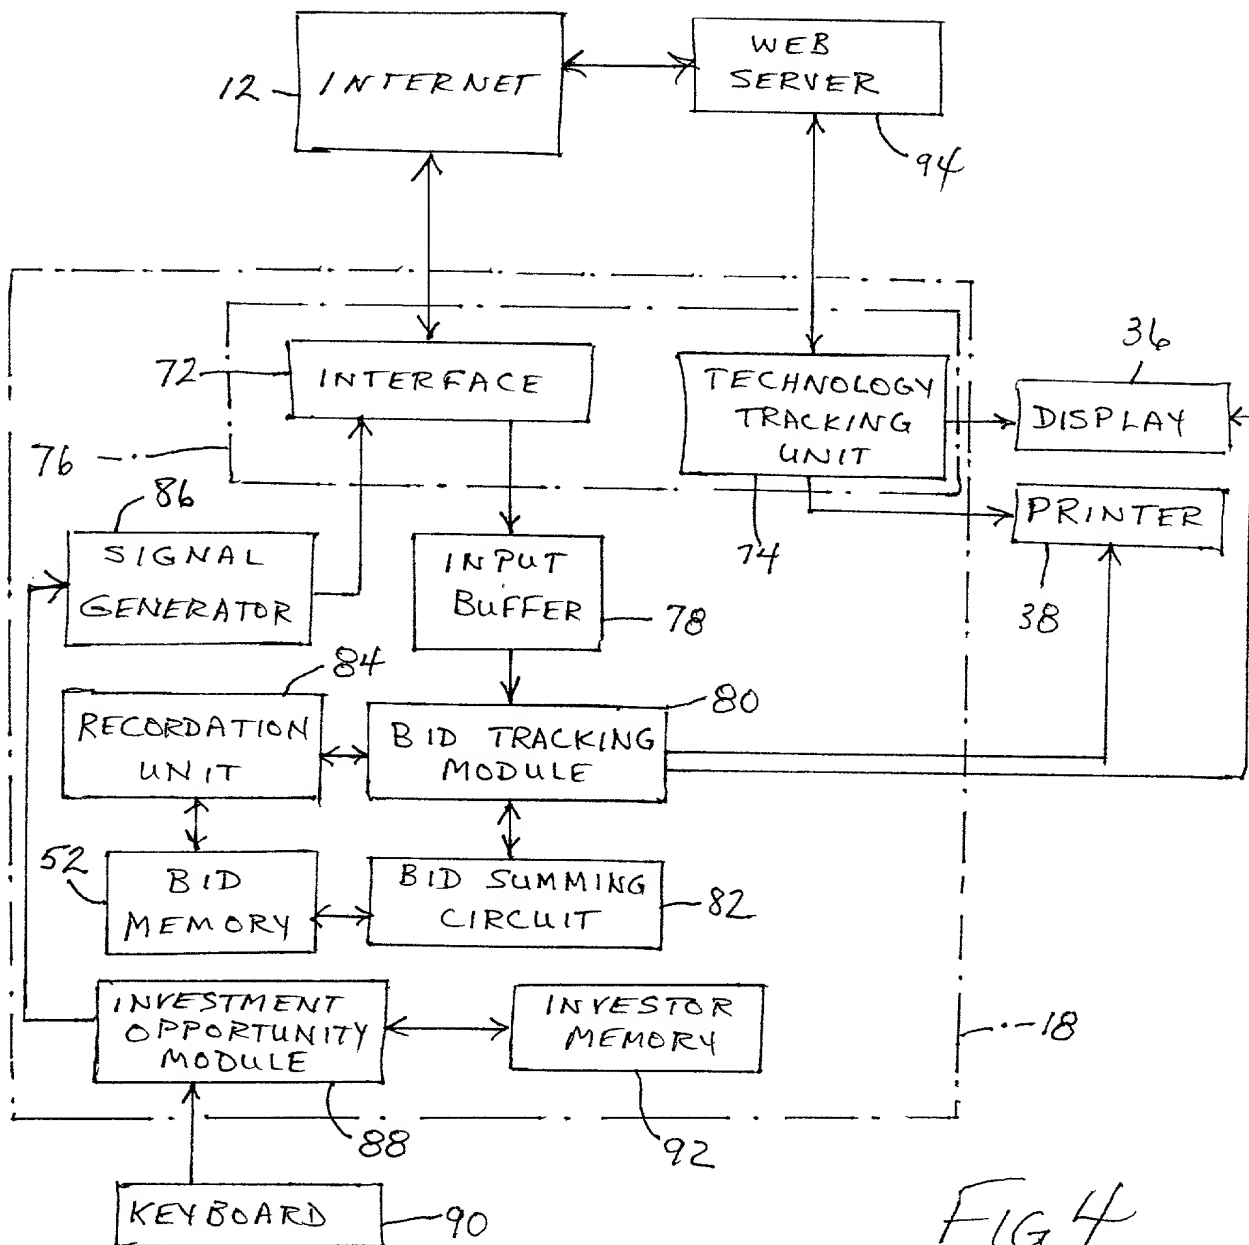 INTERNET
12
WEB
SERVER
94
INTERFACE
72
TECHNOLOGY
TRACKING
UNIT
74
36
DISPLAY
76
86
SIGNAL
GENERATOR
INPUT
BUFFER
78
PRINTER
38
84
RECORDATION
UNIT
80
BID TRACKING
MODULE
52
BID
MEMORY
BID SUMMING
CIRCUIT
82
INVESTMENT
OPPORTUNITY
MODULE
88
INVESTOR
MEMORY
92
18
KEYBOARD
90
FIG 4